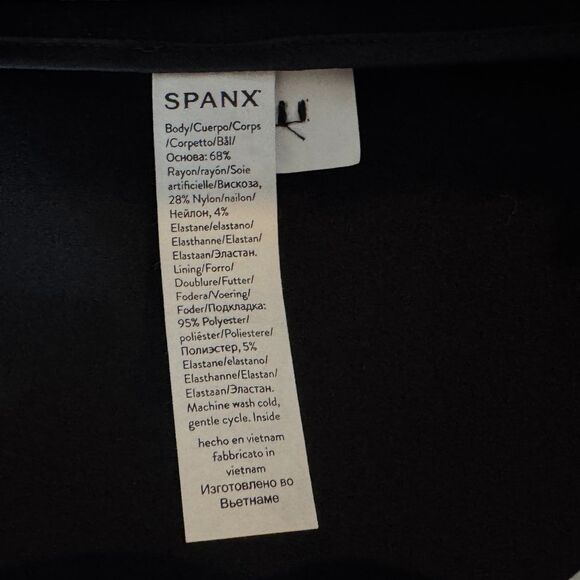 SPANX
Body/Cuerpo/Corps
/Corpetto/Bål/
Основа: 68%
Rayon/rayón/Soie
artificielle/Вискоза,
28% Nylon/nailon/
Нейлон, 4%
Elastane/elastano/
Elasthanne/Elastan/
Elastaan/Эластан.
Lining/Forro/
Doublure/Futter/
Fodera/Voering/
Foder/Подкладка:
95% Polyester/
poliéster/Poliestere/
Полиэстер, 5%
Elastane/elastano/
Elasthanne/Elastan/
Elastaan/Эластан.
Machine wash cold,
gentle cycle. Inside
hecho en vietnam
fabbricato in
vietnam
Изготовлено во
Вьетнаме